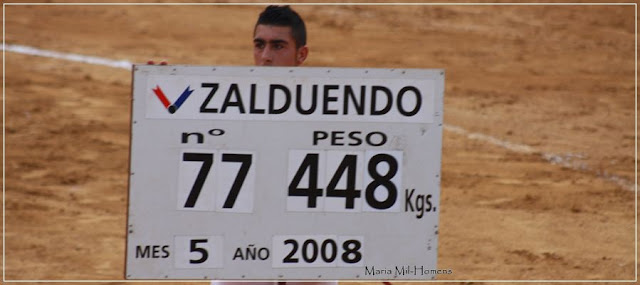 ZALDUENDO
nº PESO
77 448 Kgs.
MES 5 AÑO 2008
Maria Mil-Homens